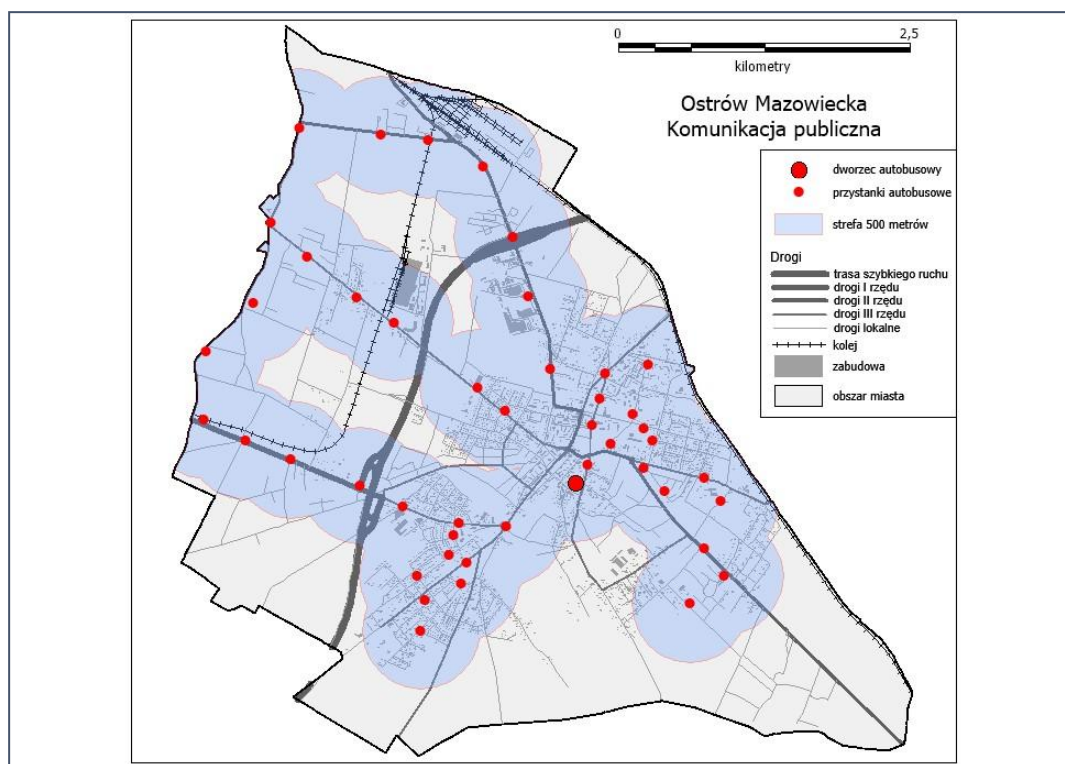 0 2,5
kilometry
Ostrów Mazowiecka
Komunikacja publiczna
dworzec autobusowy
przystanki autobusowe
strefa 500 metrów
Drogi
trasa szybkiego ruchu
drogi I rzędu
drogi II rzędu
drogi III rzędu
drogi lokalne
kolej
zabudowa
obszar miasta